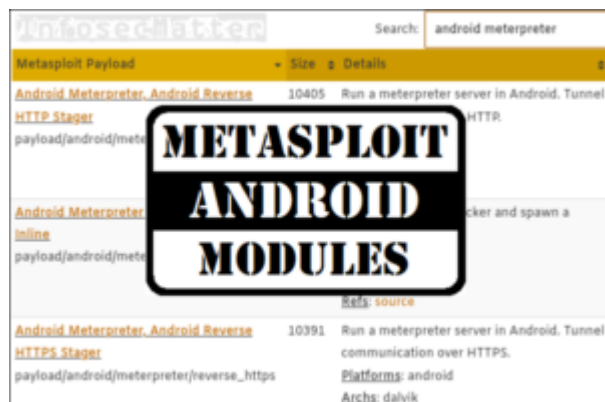 InfosecMatter
Search: android meterpreter
Metasploit Payload Size Details
Android Meterpreter, Android Reverse 10405 Run a meterpreter server in Android. Tunnel
HTTP Stager HTTP.
payload/android/mete
METASPLOIT
ANDROID
MODULES
Android Meterpreter cker and spawn a
Inline
payload/android/mete
Refs: source
Android Meterpreter, Android Reverse 10391 Run a meterpreter server in Android. Tunnel
HTTPS Stager communication over HTTPS.
payload/android/meterpreter/reverse_https Platforms: android
Archs: dalvik